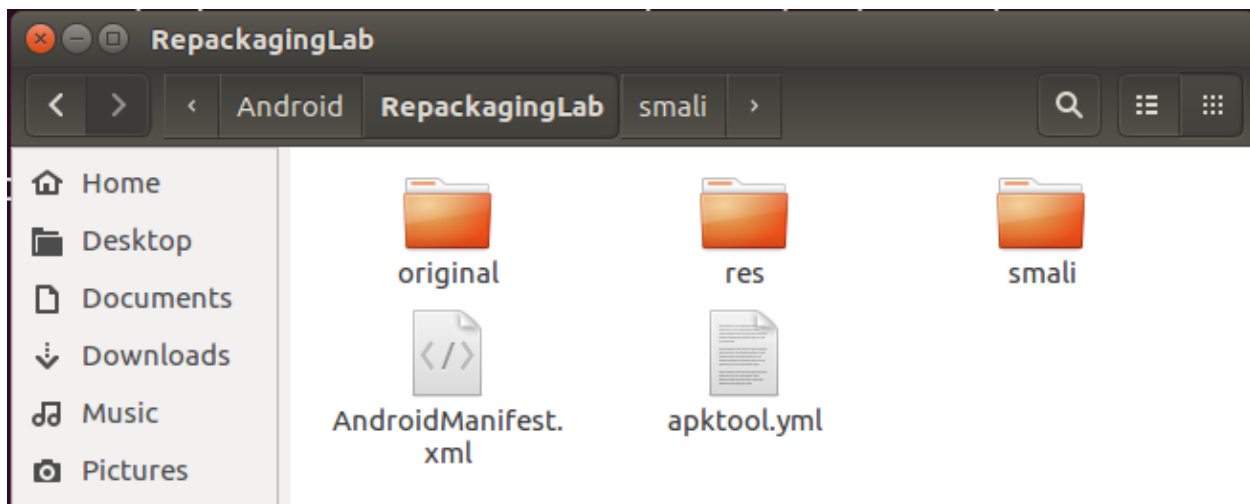 RepackagingLab
Android RepackagingLab smali
Home
Desktop
Documents
Downloads
Music
Pictures
original res smali
AndroidManifest. apktool.yml
xml